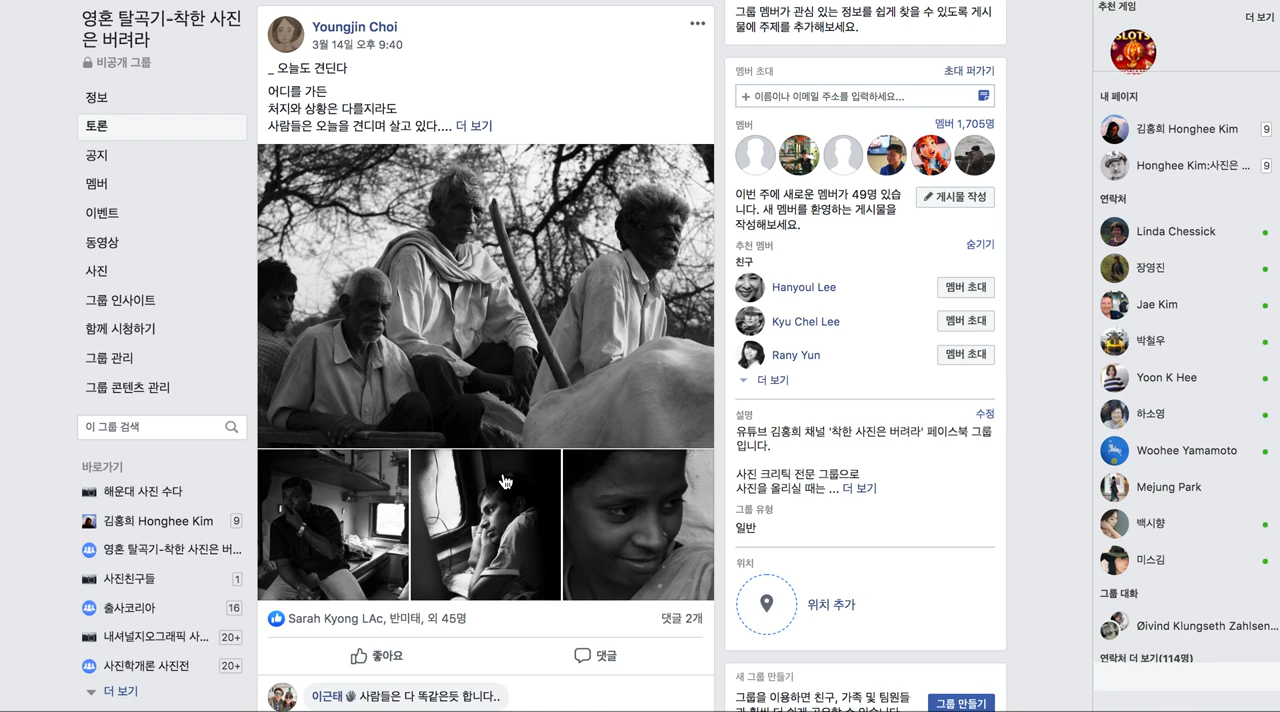 영혼 탈곡기-착한 사진
은 버려라
비공개 그룹
정보
토론
공지
멤버
이벤트
동영상
사진
그룹 인사이트
함께 시청하기
그룹 관리
그룹 콘텐츠 관리
이 그룹 검색
바로가기
해운대 사진 수다
김홍희 Honghee Kim 9
영혼 탈곡기-착한 사진은 버...
사진친구들 1
출사코리아 16
내셔널지오그래픽 사... 20+
사진학개론 사진전 20+
더 보기
Youngjin Choi
3월 14일 오후 9:40
_ 오늘도 견딘다
어디를 가든
처지와 상황은 다를지라도
사람들은 오늘을 견디며 살고 있다.... 더 보기
Sarah Kyong LAc, 반미태, 외 45명
댓글 2개
좋아요
댓글
이근태 사람들은 다 똑같은듯 합니다..
그룹 멤버가 관심 있는 정보를 쉽게 찾을 수 있도록 게시
물에 주제를 추가해보세요.
멤버 초대
초대 퍼가기
+ 이름이나 이메일 주소를 입력하세요...
멤버
멤버 1,705명
이번 주에 새로운 멤버가 49명 있습
니다. 새 멤버를 환영하는 게시물을
작성해보세요.
게시물 작성
추천 멤버
숨기기
친구
Hanyoul Lee 멤버 초대
Kyu Chel Lee 멤버 초대
Rany Yun 멤버 초대
더 보기
설명
수정
유튜브 김홍희 채널 '착한 사진은 버려라' 페이스북 그룹
입니다.
사진 크리틱 전문 그룹으로
사진을 올리실 때는 ... 더 보기
그룹 유형
일반
위치
위치 추가
새 그룹 만들기
그룹을 이용하면 친구, 가족 및 팀원들
그룹 만들기
추천 게임
더 보기
SLOTS
내 페이지
김홍희 Honghee Kim 9
Honghee Kim:사진은 ... 9
연락처
Linda Chessick
장영진
Jae Kim
박철우
Yoon K Hee
하소영
Woohee Yamamoto
Mejung Park
백시향
미스김
그룹 대화
Øivind Klungseth Zahlsen...
연락처 더 보기(114명)